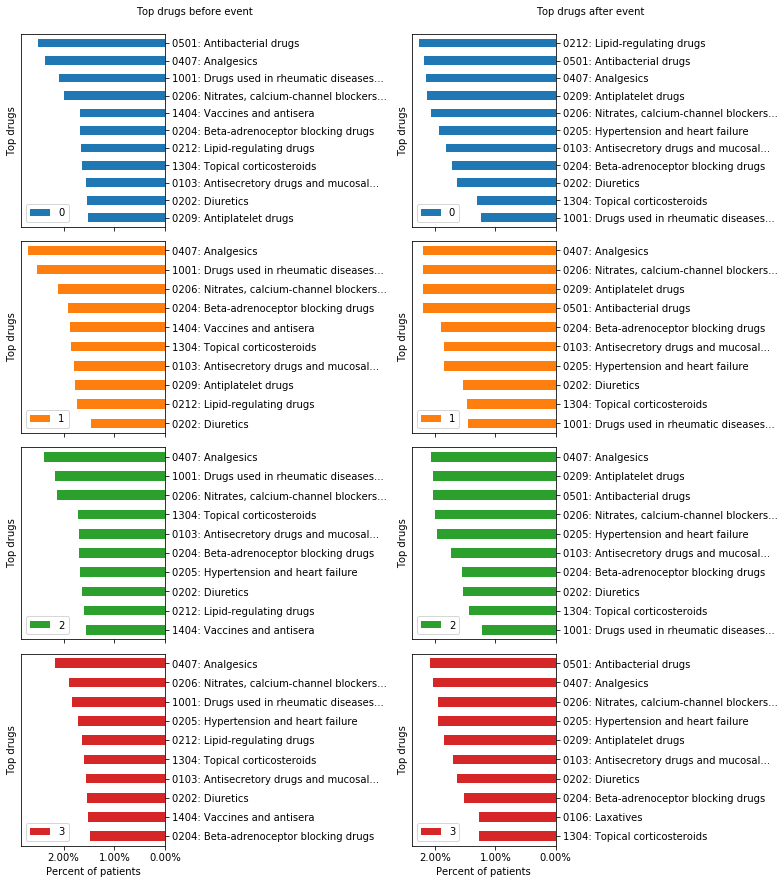 Top drugs before event
0501: Antibacterial drugs
0407: Analgesics
1001: Drugs used in rheumatic diseases...
0206: Nitrates, calcium-channel blockers...
1404: Vaccines and antisera
0204: Beta-adrenoceptor blocking drugs
0212: Lipid-regulating drugs
1304: Topical corticosteroids
0103: Antisecretory drugs and mucosal...
0202: Diuretics
0209: Antiplatelet drugs
Top drugs
0
0407: Analgesics
1001: Drugs used in rheumatic diseases...
0206: Nitrates, calcium-channel blockers...
0204: Beta-adrenoceptor blocking drugs
1404: Vaccines and antisera
1304: Topical corticosteroids
0103: Antisecretory drugs and mucosal...
0209: Antiplatelet drugs
0212: Lipid-regulating drugs
0202: Diuretics
Top drugs
1
0407: Analgesics
1001: Drugs used in rheumatic diseases...
0206: Nitrates, calcium-channel blockers...
1304: Topical corticosteroids
0103: Antisecretory drugs and mucosal...
0204: Beta-adrenoceptor blocking drugs
0205: Hypertension and heart failure
0202: Diuretics
0212: Lipid-regulating drugs
1404: Vaccines and antisera
Top drugs
2
0407: Analgesics
0206: Nitrates, calcium-channel blockers...
1001: Drugs used in rheumatic diseases...
0205: Hypertension and heart failure
0212: Lipid-regulating drugs
1304: Topical corticosteroids
0103: Antisecretory drugs and mucosal...
0202: Diuretics
1404: Vaccines and antisera
0204: Beta-adrenoceptor blocking drugs
Top drugs
3
2.00% 1.00% 0.00%
Percent of patients
Top drugs after event
0212: Lipid-regulating drugs
0501: Antibacterial drugs
0407: Analgesics
0209: Antiplatelet drugs
0206: Nitrates, calcium-channel blockers...
0205: Hypertension and heart failure
0103: Antisecretory drugs and mucosal...
0204: Beta-adrenoceptor blocking drugs
0202: Diuretics
1304: Topical corticosteroids
1001: Drugs used in rheumatic diseases...
Top drugs
0
0407: Analgesics
0206: Nitrates, calcium-channel blockers...
0209: Antiplatelet drugs
0501: Antibacterial drugs
0204: Beta-adrenoceptor blocking drugs
0103: Antisecretory drugs and mucosal...
0205: Hypertension and heart failure
0202: Diuretics
1304: Topical corticosteroids
1001: Drugs used in rheumatic diseases...
Top drugs
1
0407: Analgesics
0209: Antiplatelet drugs
0501: Antibacterial drugs
0206: Nitrates, calcium-channel blockers...
0205: Hypertension and heart failure
0103: Antisecretory drugs and mucosal...
0204: Beta-adrenoceptor blocking drugs
0202: Diuretics
1304: Topical corticosteroids
1001: Drugs used in rheumatic diseases...
Top drugs
2
0501: Antibacterial drugs
0407: Analgesics
0206: Nitrates, calcium-channel blockers...
0205: Hypertension and heart failure
0209: Antiplatelet drugs
0103: Antisecretory drugs and mucosal...
0202: Diuretics
0204: Beta-adrenoceptor blocking drugs
0106: Laxatives
1304: Topical corticosteroids
Top drugs
3
2.00% 1.00% 0.00%
Percent of patients